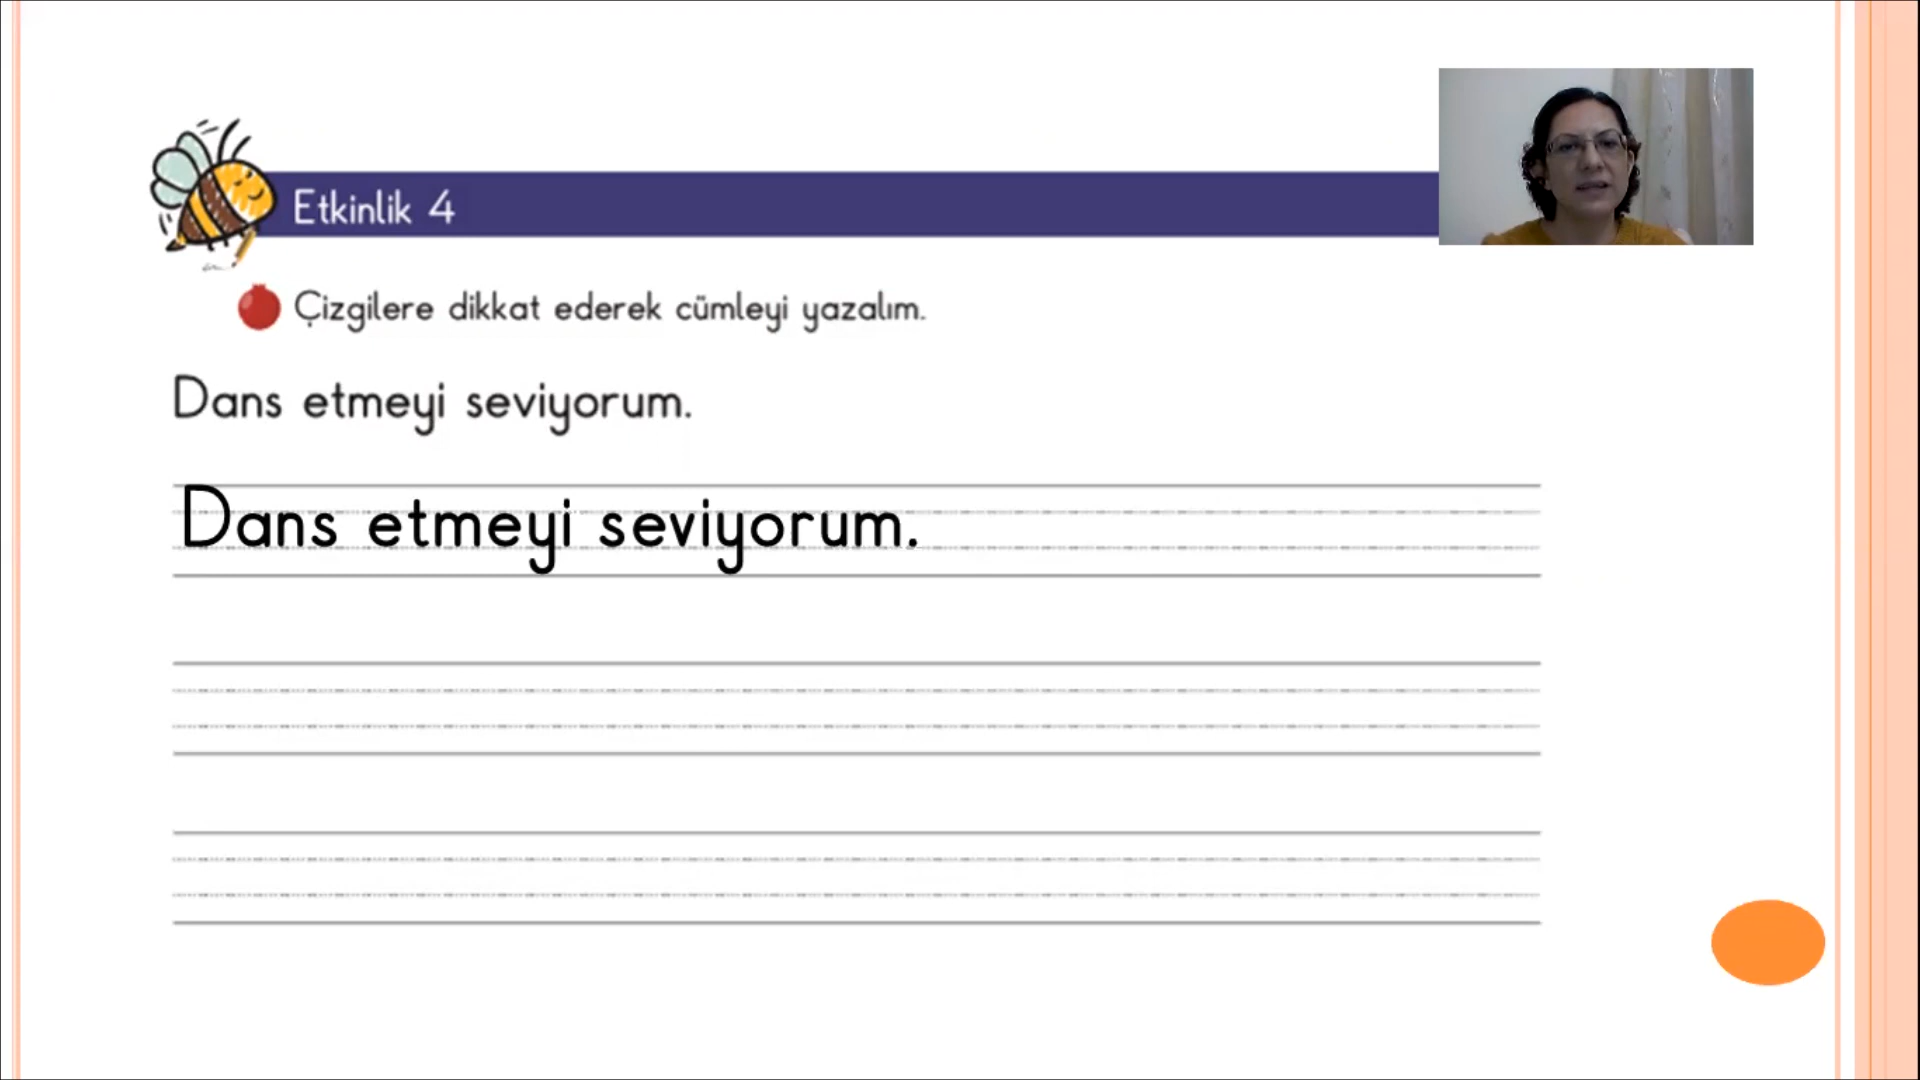 Etkinlik 4
Çizgilere dikkat ederek cümleyi yazalım.
Dans etmeyi seviyorum.
Dans etmeyi seviyorum.